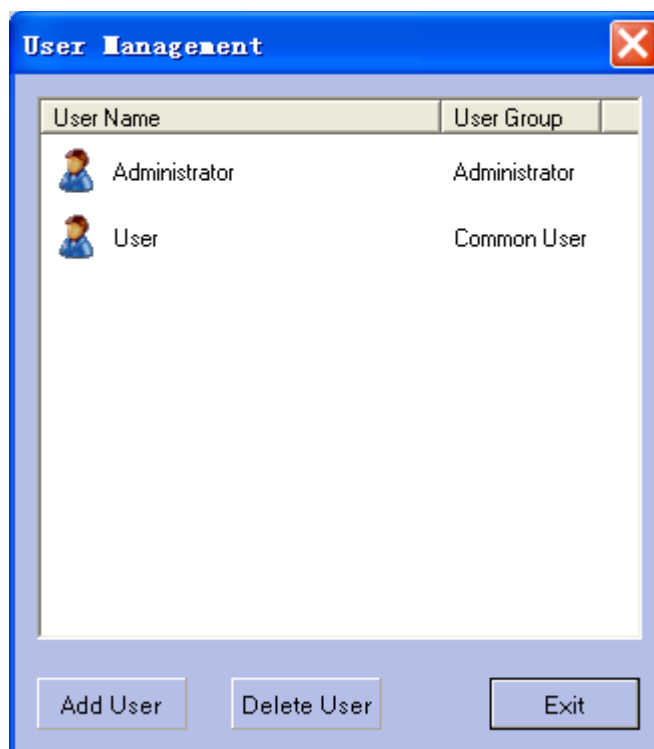 User Management
User Name User Group
Administrator Administrator
User Common User
Add User Delete User Exit